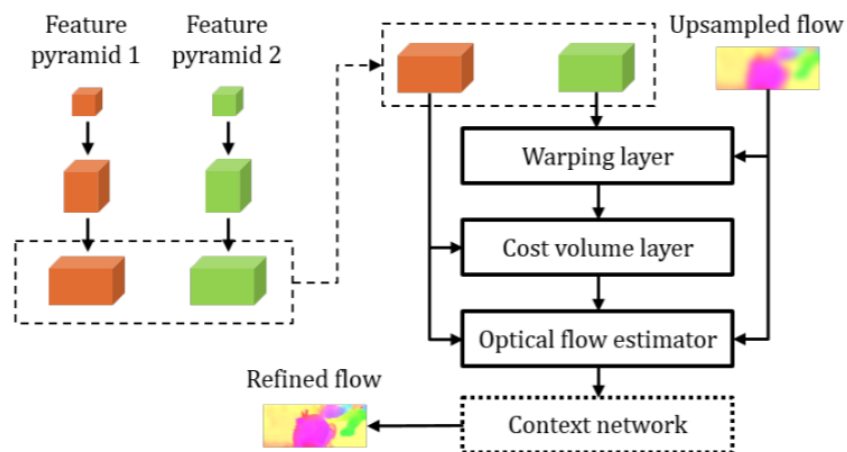 Feature
pyramid 1
Feature
pyramid 2
Upsampled flow
Warping layer
Cost volume layer
Optical flow estimator
Refined flow
Context network